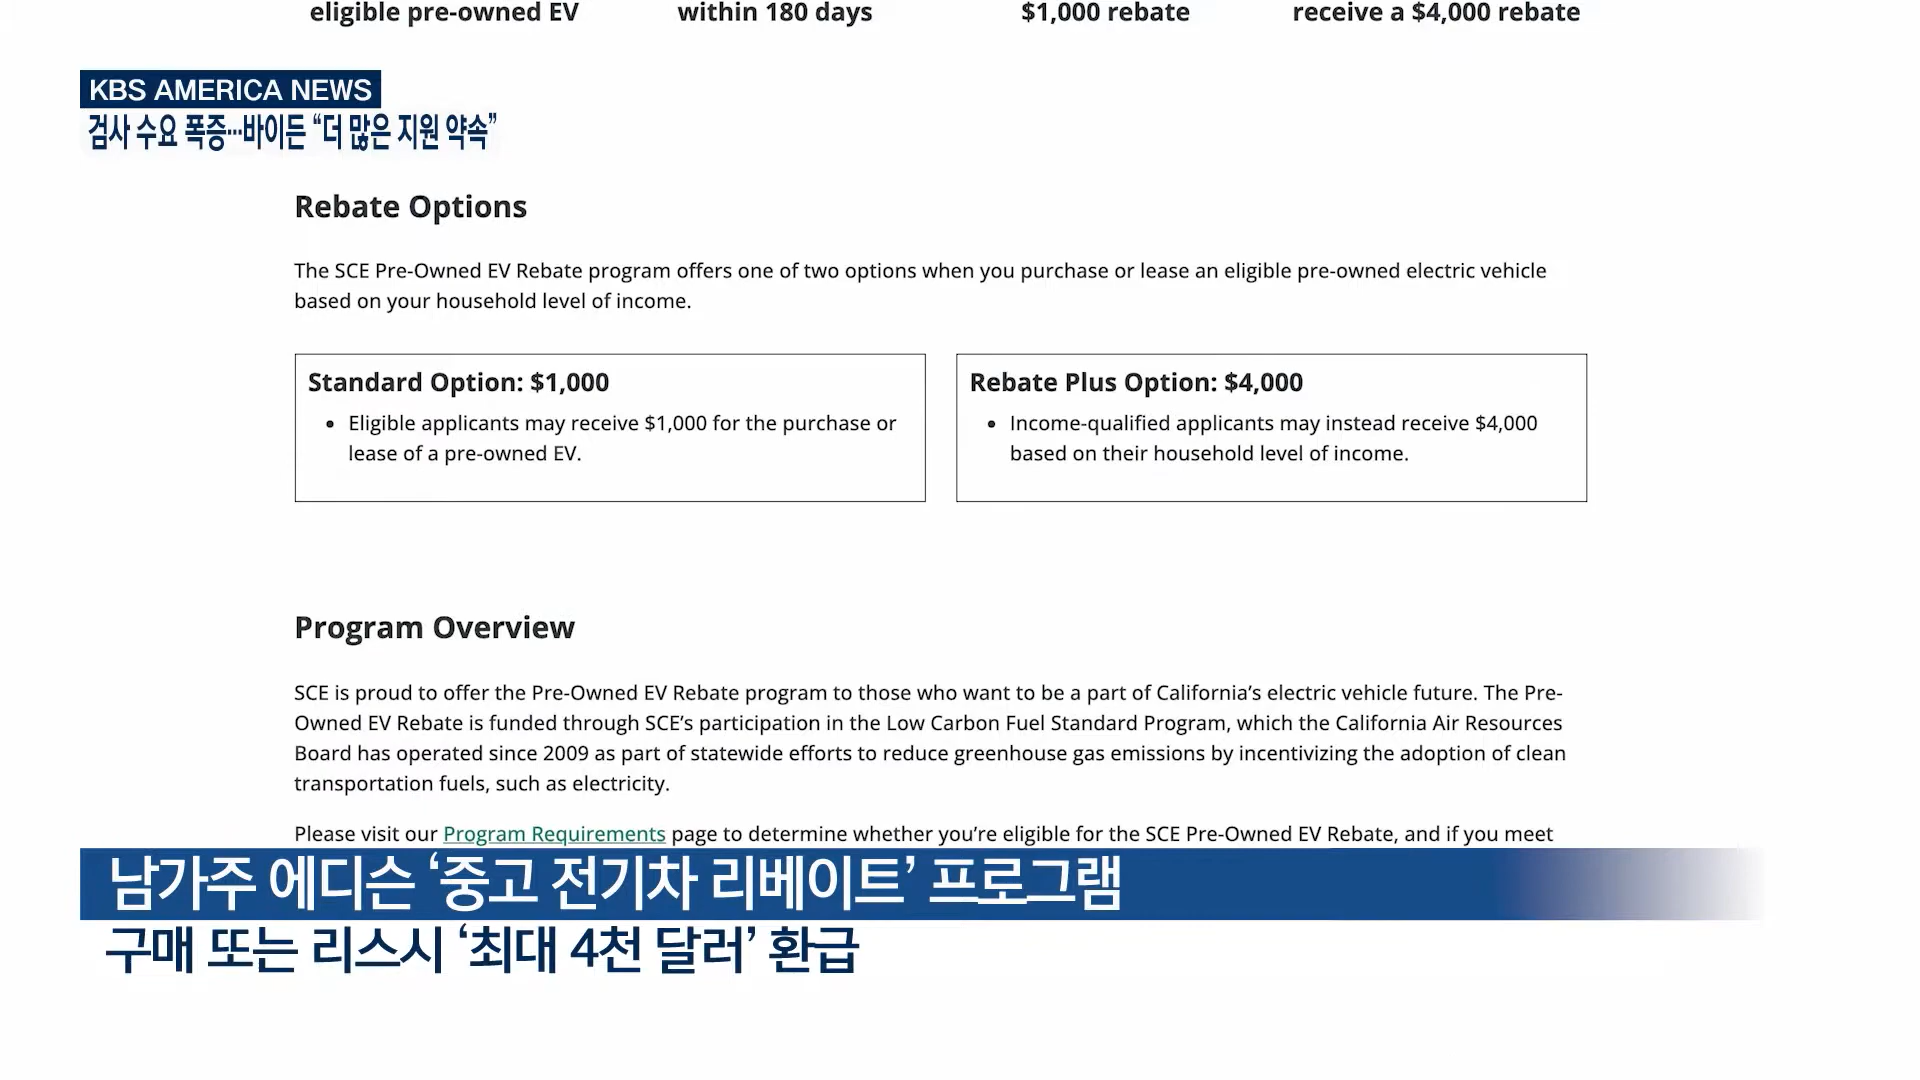 eligible pre-owned EV
within 180 days
$1,000 rebate
receive a $4,000 rebate
KBS AMERICA NEWS
검사 수요 폭증…바이든 “더 많은 지원 약속”
Rebate Options
The SCE Pre-Owned EV Rebate program offers one of two options when you purchase or lease an eligible pre-owned electric vehicle
based on your household level of income.
Standard Option: $1,000
• Eligible applicants may receive $1,000 for the purchase or
lease of a pre-owned EV.
Rebate Plus Option: $4,000
• Income-qualified applicants may instead receive $4,000
based on their household level of income.
Program Overview
SCE is proud to offer the Pre-Owned EV Rebate program to those who want to be a part of California’s electric vehicle future. The Pre-
Owned EV Rebate is funded through SCE’s participation in the Low Carbon Fuel Standard Program, which the California Air Resources
Board has operated since 2009 as part of statewide efforts to reduce greenhouse gas emissions by incentivizing the adoption of clean
transportation fuels, such as electricity.
Please visit our Program Requirements page to determine whether you’re eligible for the SCE Pre-Owned EV Rebate, and if you meet
남가주 에디슨 ‘중고 전기차 리베이트’ 프로그램
구매 또는 리스시 ‘최대 4천 달러’ 환급